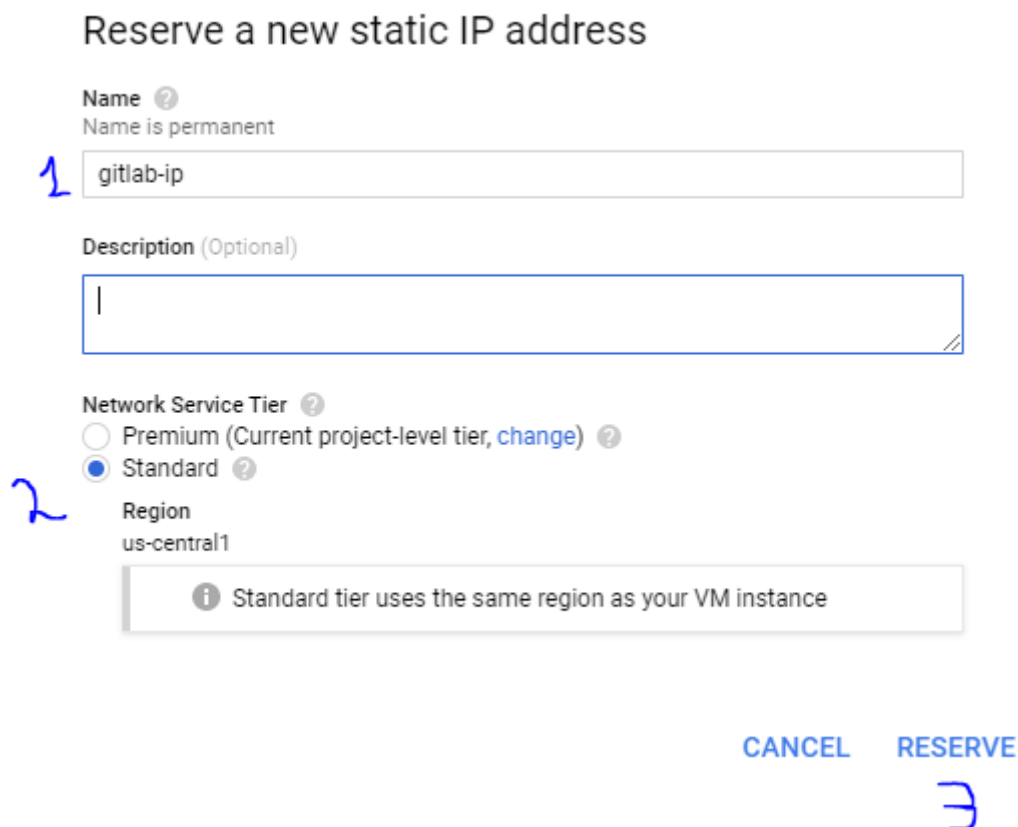 Reserve a new static IP address
Name ?
Name is permanent
1 gitlab-ip
Description (Optional)
Network Service Tier ?
Premium (Current project-level tier, change) ?
Standard ?
2
Region
us-central1
i Standard tier uses the same region as your VM instance
CANCEL RESERVE
3